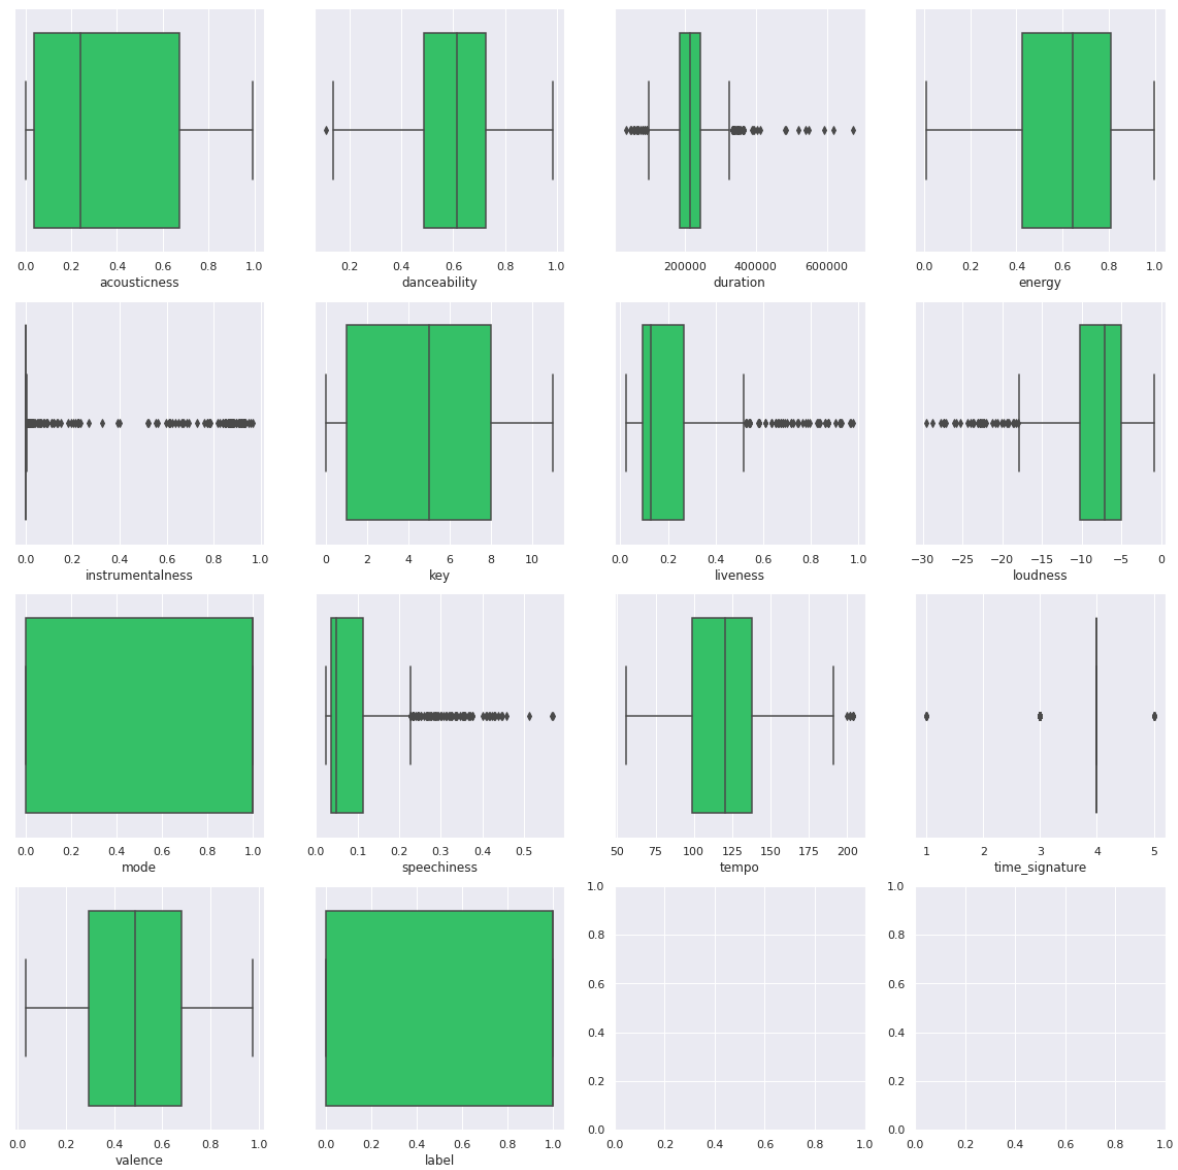 0.0 0.2 0.4 0.6 0.8 1.0
acousticness
0.2 0.4 0.6 0.8 1.0
danceability
200000 400000 600000
duration
0.0 0.2 0.4 0.6 0.8 1.0
energy
0.0 0.2 0.4 0.6 0.8 1.0
instrumentalness
0 2 4 6 8 10
key
0.0 0.2 0.4 0.6 0.8 1.0
liveness
−30 −25 −20 −15 −10 −5 0
loudness
0.0 0.2 0.4 0.6 0.8 1.0
mode
0.0 0.1 0.2 0.3 0.4 0.5
speechiness
50 75 100 125 150 175 200
tempo
1 2 3 4 5
time_signature
0.0 0.2 0.4 0.6 0.8 1.0
valence
0.0 0.2 0.4 0.6 0.8 1.0
label
1.0
0.8
0.6
0.4
0.2
0.0
0.0 0.2 0.4 0.6 0.8 1.0
1.0
0.8
0.6
0.4
0.2
0.0
0.0 0.2 0.4 0.6 0.8 1.0